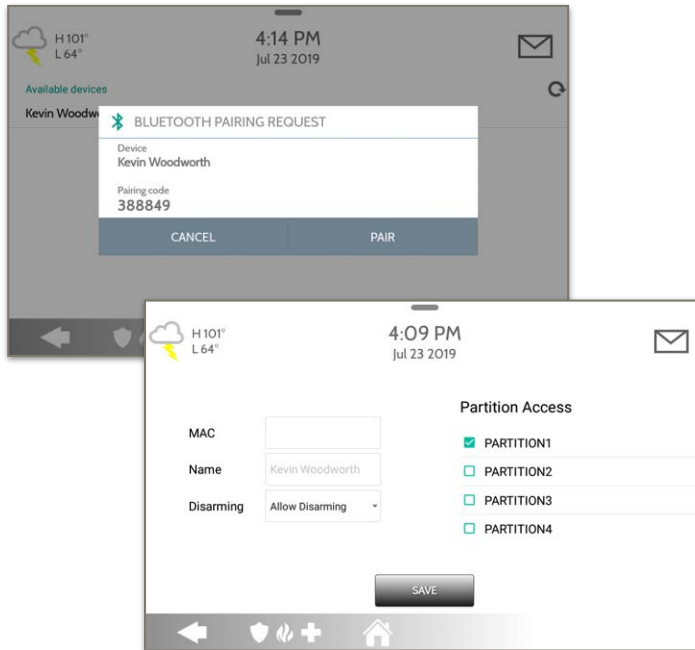 H 101°
L 64°
4:14 PM
Jul 23 2019
Available devices
Kevin Woodw
BLUETOOTH PAIRING REQUEST
Device
Kevin Woodworth
Pairing code
388849
CANCEL PAIR
H 101°
L 64°
4:09 PM
Jul 23 2019
Partition Access
MAC
Name Kevin Woodworth
Disarming Allow Disarming
PARTITION1
PARTITION2
PARTITION3
PARTITION4
SAVE